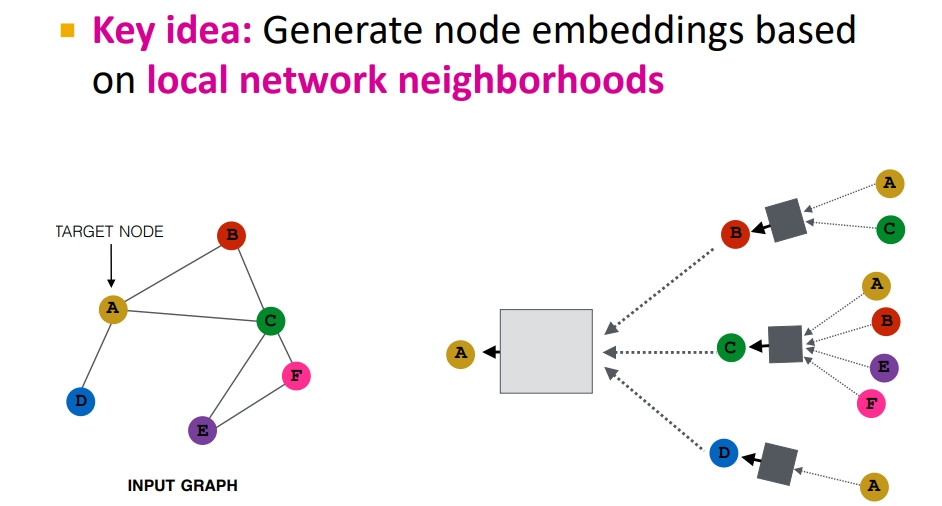 Key idea: Generate node embeddings based
on local network neighborhoods
TARGET NODE
B
A
C
F
D
E
INPUT GRAPH
A
B
A
C
C
A
B
E
F
D
A